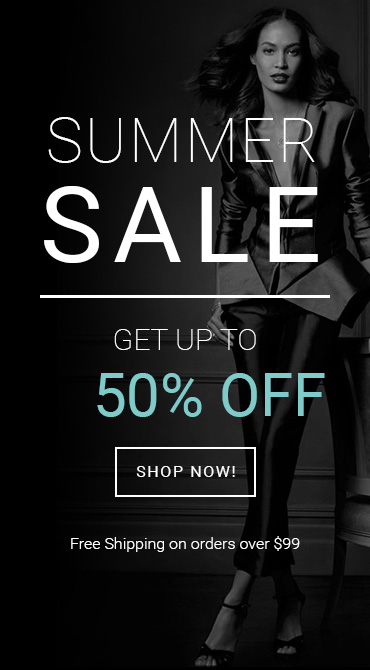 SUMMER
SALE
GET UP TO
50% OFF
SHOP NOW!
Free Shipping on orders over $99